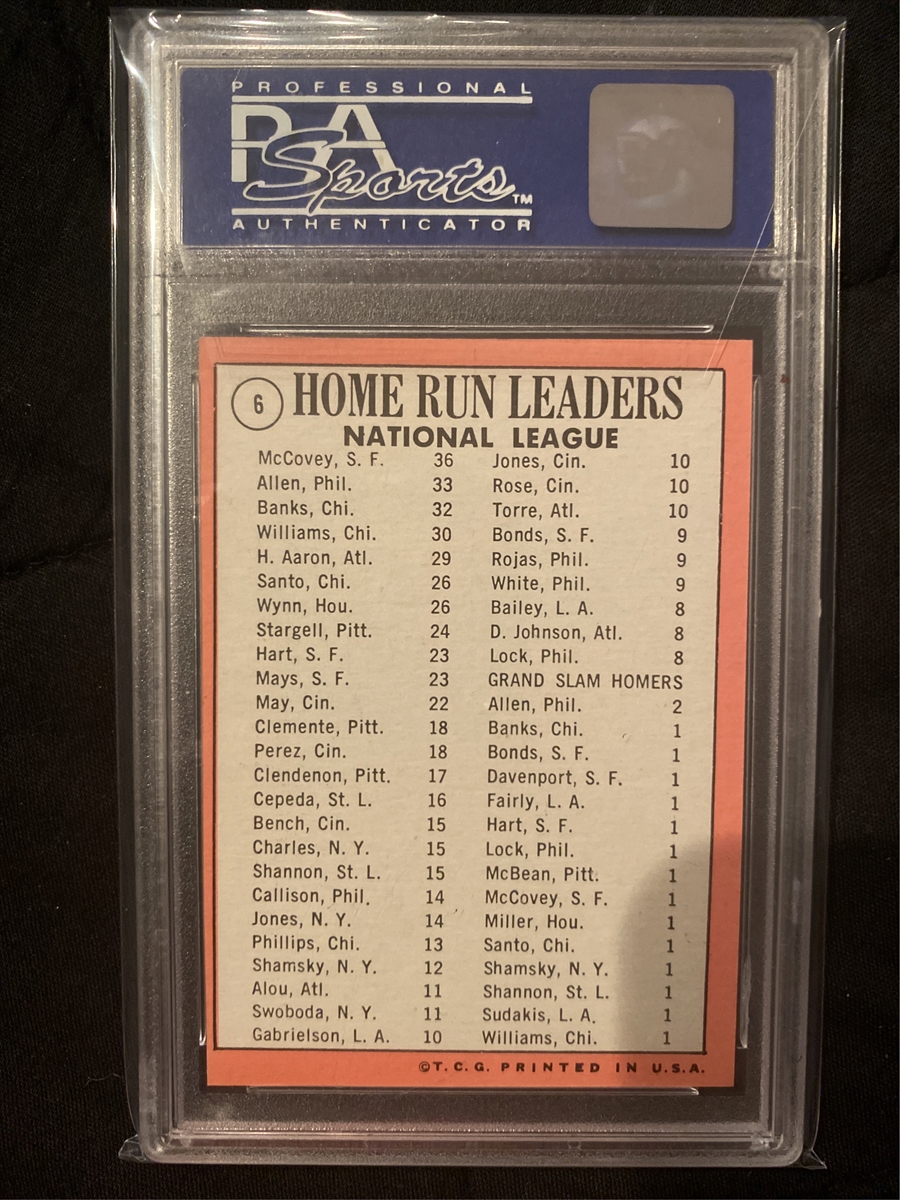 PROFESSIONAL
PSA
Sports™
AUTHENTICATOR
6 HOME RUN LEADERS
NATIONAL LEAGUE
McCovey, S. F. 36
Allen, Phil. 33
Banks, Chi. 32
Williams, Chi. 30
H. Aaron, Atl. 29
Santo, Chi. 26
Wynn, Hou. 26
Stargell, Pitt. 24
Hart, S. F. 23
Mays, S. F. 23
May, Cin. 22
Clemente, Pitt. 18
Perez, Cin. 18
Clendenon, Pitt. 17
Cepeda, St. L. 16
Bench, Cin. 15
Charles, N. Y. 15
Shannon, St. L. 15
Callison, Phil. 14
Jones, N. Y. 14
Phillips, Chi. 13
Shamsky, N. Y. 12
Alou, Atl. 11
Swoboda, N. Y. 11
Gabrielson, L. A. 10
Jones, Cin. 10
Rose, Cin. 10
Torre, Atl. 10
Bonds, S. F. 9
Rojas, Phil. 9
White, Phil. 9
Bailey, L. A. 8
D. Johnson, Atl. 8
Lock, Phil. 8
GRAND SLAM HOMERS
Allen, Phil. 2
Banks, Chi. 1
Bonds, S. F. 1
Davenport, S. F. 1
Fairly, L. A. 1
Hart, S. F. 1
Lock, Phil. 1
McBean, Pitt. 1
McCovey, S. F. 1
Miller, Hou. 1
Santo, Chi. 1
Shamsky, N. Y. 1
Shannon, St. L. 1
Sudakis, L. A. 1
Williams, Chi. 1
©T. C. G. PRINTED IN U.S.A.